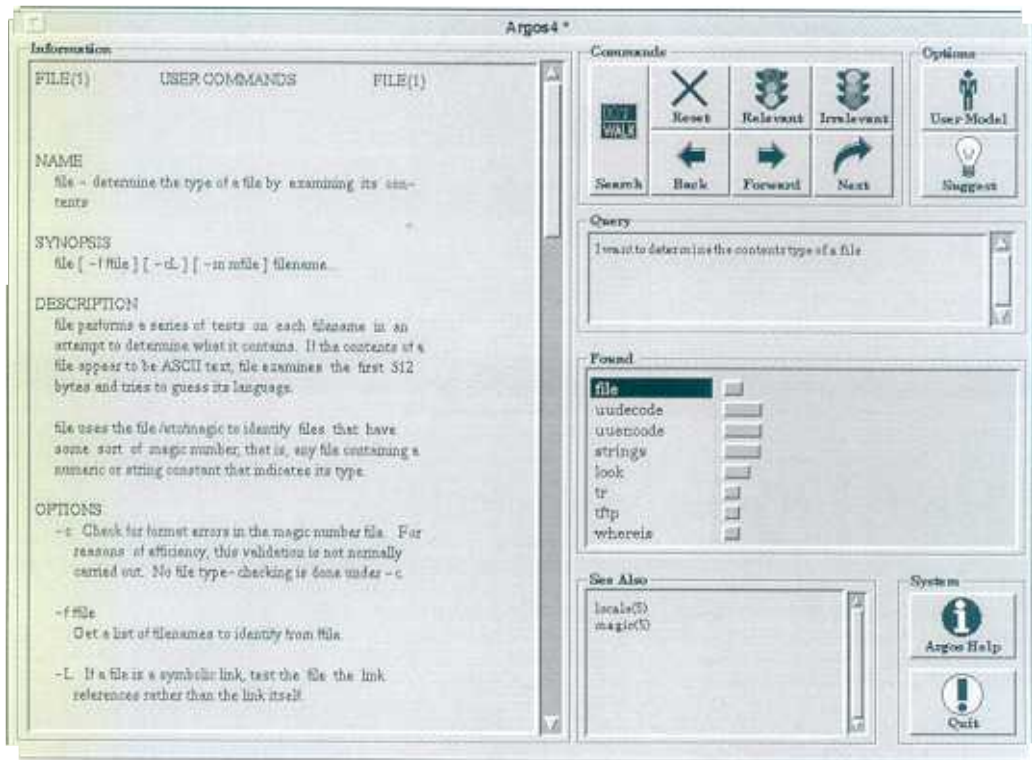 Argos4 *
Information
FILE(1) USER COMMANDS FILE(1)
NAME
file – determine the type of a file by examining its con–
tents
SYNOPSIS
file [ –f ffile ] [ –cL ] [ –m mfile ] filename...
DESCRIPTION
file performs a series of tests on each filename in an
attempt to determine what it contains. If the contents of a
file appear to be ASCII text, file examines the first 512
bytes and tries to guess its language.
file uses the file /etc/magic to identify files that have
some sort of magic number, that is, any file containing a
numeric or string constant that indicates its type.
OPTIONS
–c Check for format errors in the magic number file. For
reasons of efficiency, this validation is not normally
carried out. No file type–checking is done under –c.
–f ffile
Get a list of filenames to identify from ffile.
–L If a file is a symbolic link, test the file the link
references rather than the link itself.
Commands
WALK
Search
Reset
Relevant
Irrelevant
Back
Forward
Next
Options
User Model
Suggest
Query
I want to determine the contents type of a file
Found
file
uudecode
uuencode
strings
look
tr
tftp
whereis
See Also
locale(5)
magic(5)
System
Argos Help
Quit